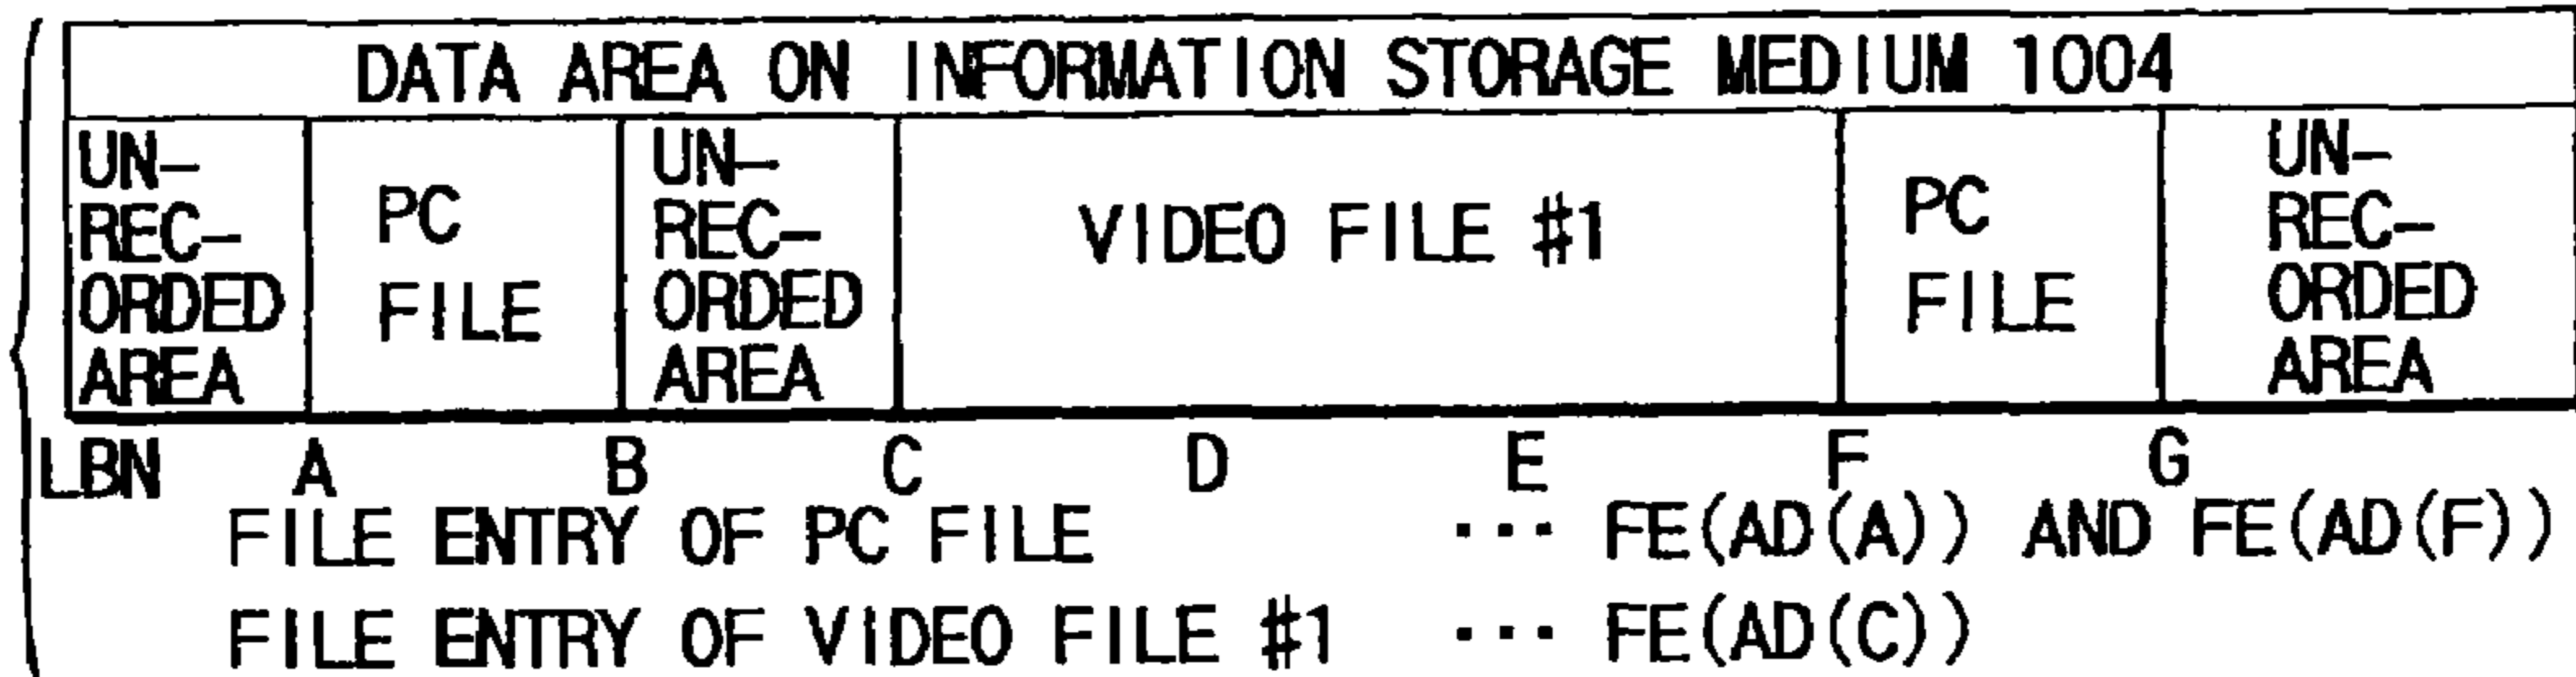 DATA AREA ON INFORMATION STORAGE MEDIUM 1004
UN-
REC-
ORDED
AREA
PC
FILE
UN-
REC-
ORDED
AREA
VIDEO FILE #1
PC
FILE
UN-
REC-
ORDED
AREA
LBN A B C D E F G
FILE ENTRY OF PC FILE ··· FE(AD(A)) AND FE(AD(F))
FILE ENTRY OF VIDEO FILE #1 ··· FE(AD(C))